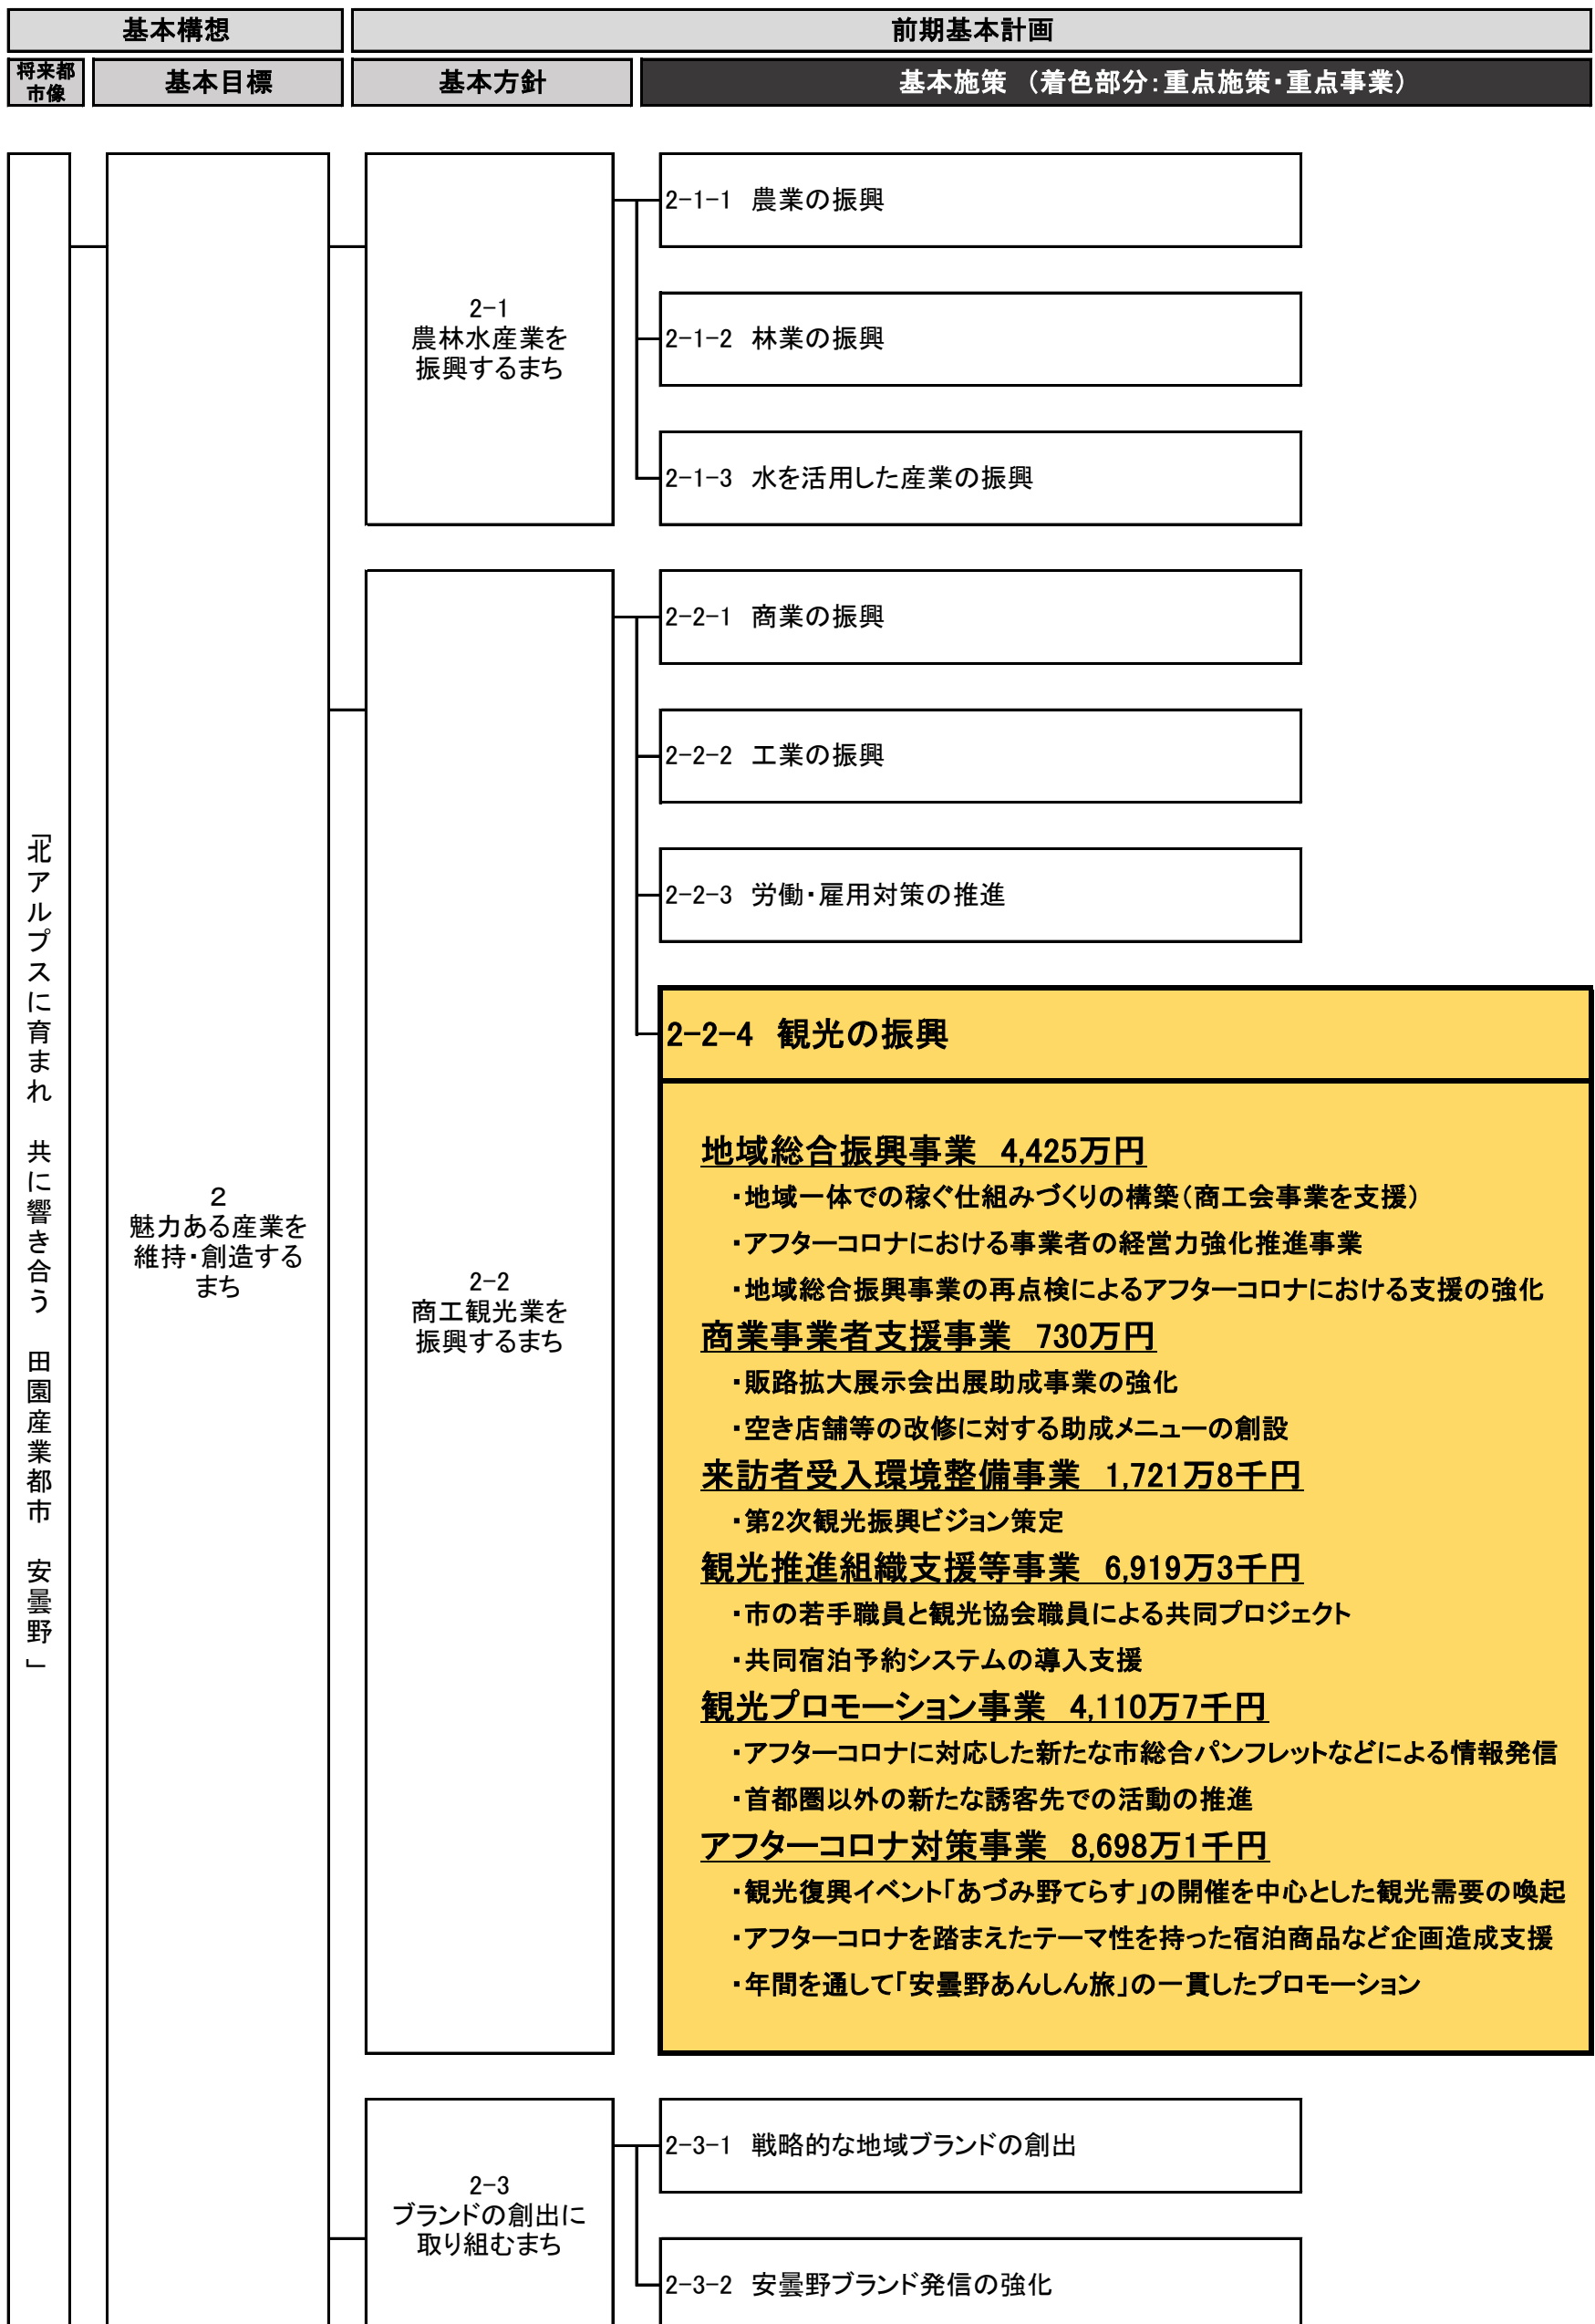 基本構想
前期基本計画
将来都
市像
基本目標
基本方針
基本施策 （着色部分：重点施策・重点事業）
「北アルプスに育まれ　共に響き合う　田園産業都市　安曇野」
2
魅力ある産業を
維持・創造する
まち
2-1
農林水産業を
振興するまち
2-1-1 農業の振興
2-1-2 林業の振興
2-1-3 水を活用した産業の振興
2-2
商工観光業を
振興するまち
2-2-1 商業の振興
2-2-2 工業の振興
2-2-3 労働・雇用対策の推進
2-2-4 観光の振興
地域総合振興事業 4,425万円
・地域一体での稼ぐ仕組みづくりの構築（商工会事業を支援）
・アフターコロナにおける事業者の経営力強化推進事業
・地域総合振興事業の再点検によるアフターコロナにおける支援の強化
商業事業者支援事業 730万円
・販路拡大展示会出展助成事業の強化
・空き店舗等の改修に対する助成メニューの創設
来訪者受入環境整備事業 1,721万8千円
・第2次観光振興ビジョン策定
観光推進組織支援等事業 6,919万3千円
・市の若手職員と観光協会職員による共同プロジェクト
・共同宿泊予約システムの導入支援
観光プロモーション事業 4,110万7千円
・アフターコロナに対応した新たな市総合パンフレットなどによる情報発信
・首都圏以外の新たな誘客先での活動の推進
アフターコロナ対策事業 8,698万1千円
・観光復興イベント「あづみ野てらす」の開催を中心とした観光需要の喚起
・アフターコロナを踏まえたテーマ性を持った宿泊商品など企画造成支援
・年間を通して「安曇野あんしん旅」の一貫したプロモーション
2-3
ブランドの創出に
取り組むまち
2-3-1 戦略的な地域ブランドの創出
2-3-2 安曇野ブランド発信の強化